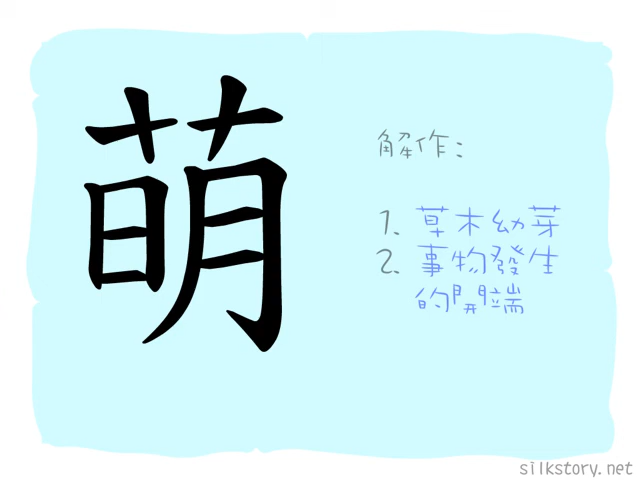 萌
解作：
1. 草木幼芽
2. 事物發生
的開端
silkstory.net